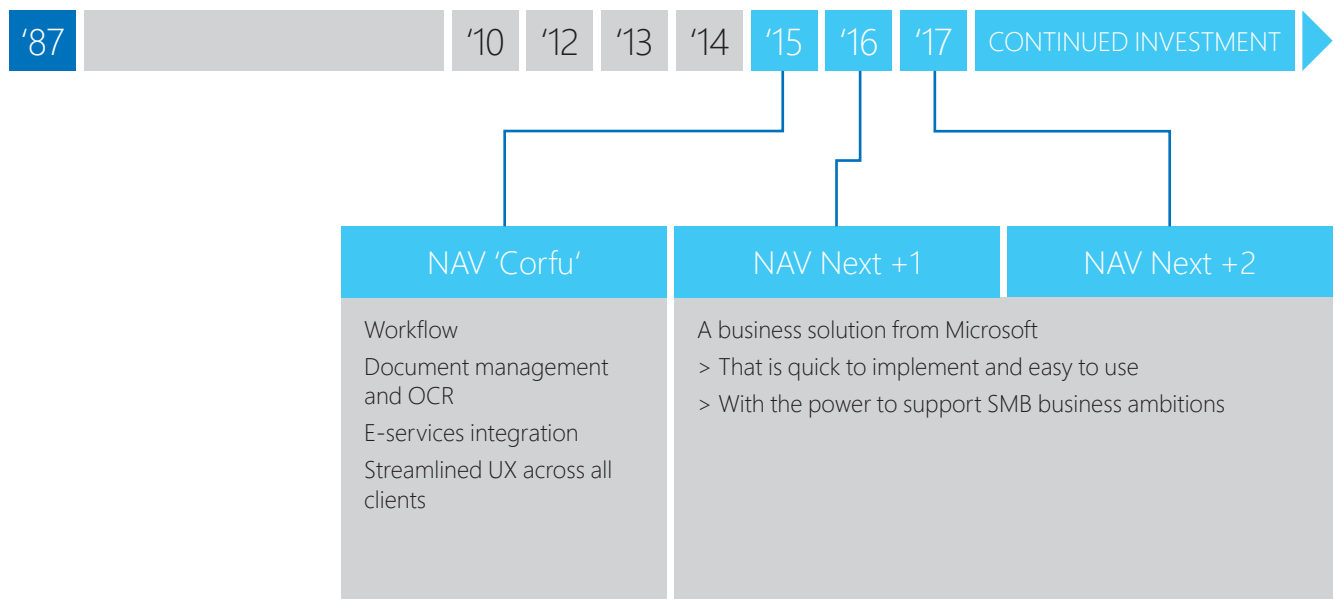 ‘87 ‘10 ‘12 ‘13 ‘14 ‘15 ‘16 ‘17 CONTINUED INVESTMENT
NAV ‘Corfu‘
Workflow
Document management
and OCR
E-services integration
Streamlined UX across all
clients
NAV Next +1
NAV Next +2
A business solution from Microsoft
> That is quick to implement and easy to use
> With the power to support SMB business ambitions